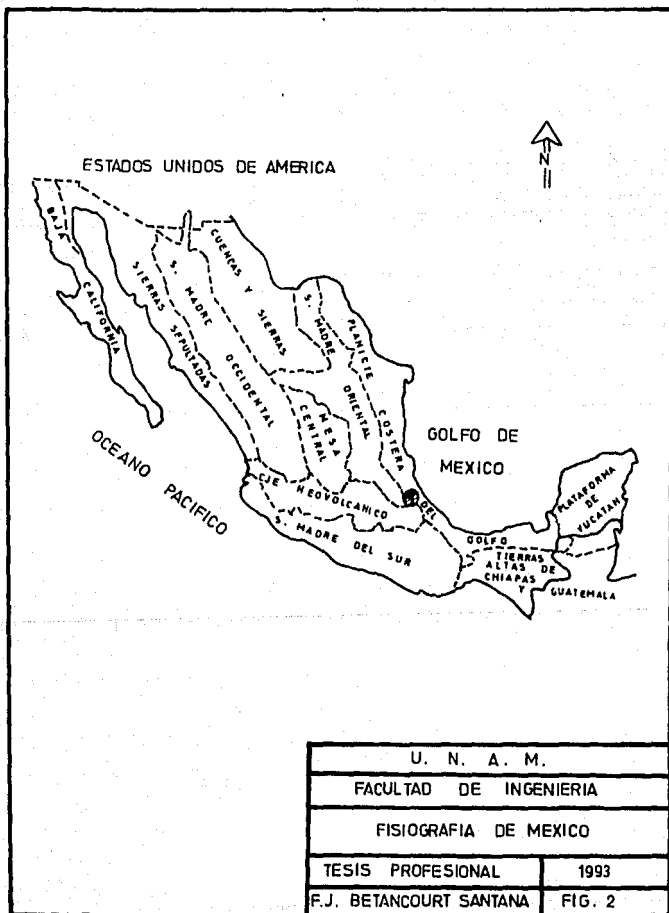 N
ESTADOS UNIDOS DE AMERICA
BAJA CALIFORNIA
SIERRAS SEPULTADAS
S. MADRE OCCIDENTAL
CUENCAS Y SIERRAS
S. MADRE ORIENTAL
PLANICIE COSTERA DEL GOLFO
MESA
CENTRAL
GOLFO DE
MEXICO
OCEANO PACIFICO
EJE NEOVOLCANICO
S. MADRE DEL SUR
PLATAFORMA
DE
YUCATAN
TIERRAS
ALTAS DE
CHIAPAS
Y GUATEMALA
U. N. A. M.
FACULTAD DE INGENIERIA
FISIOGRAFIA DE MEXICO
TESIS PROFESIONAL 1993
F.J. BETANCOURT SANTANA FIG. 2